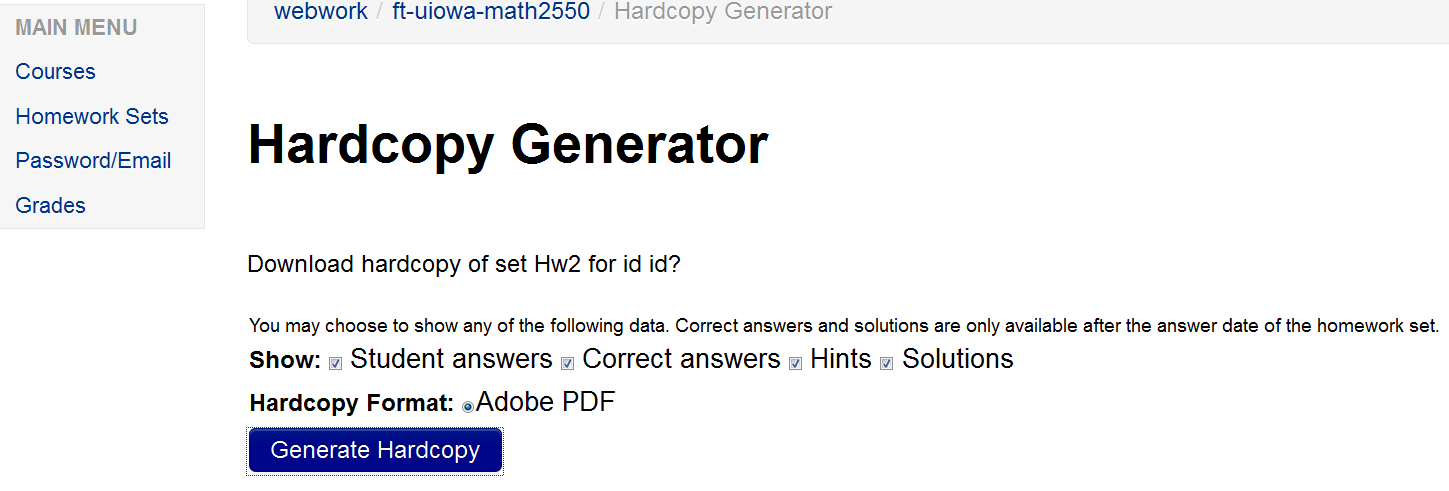 MAIN MENU
Courses
Homework Sets
Password/Email
Grades
webwork / ft-uiowa-math2550 / Hardcopy Generator
Hardcopy Generator
Download hardcopy of set Hw2 for id id?
You may choose to show any of the following data. Correct answers and solutions are only available after the answer date of the homework set.
Show: Student answers Correct answers Hints Solutions
Hardcopy Format: Adobe PDF
Generate Hardcopy